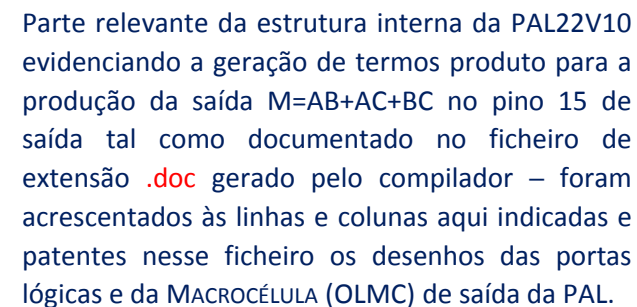 Parte relevante da estrutura interna da PAL22V10
evidenciando a geração de termos produto para a
produção da saída M=AB+AC+BC no pino 15 de
saída tal como documentado no ficheiro de
extensão .doc gerado pelo compilador – foram
acrescentados às linhas e colunas aqui indicadas e
patentes nesse ficheiro os desenhos das portas
lógicas e da MACROCÉLULA (OLMC) de saída da PAL.